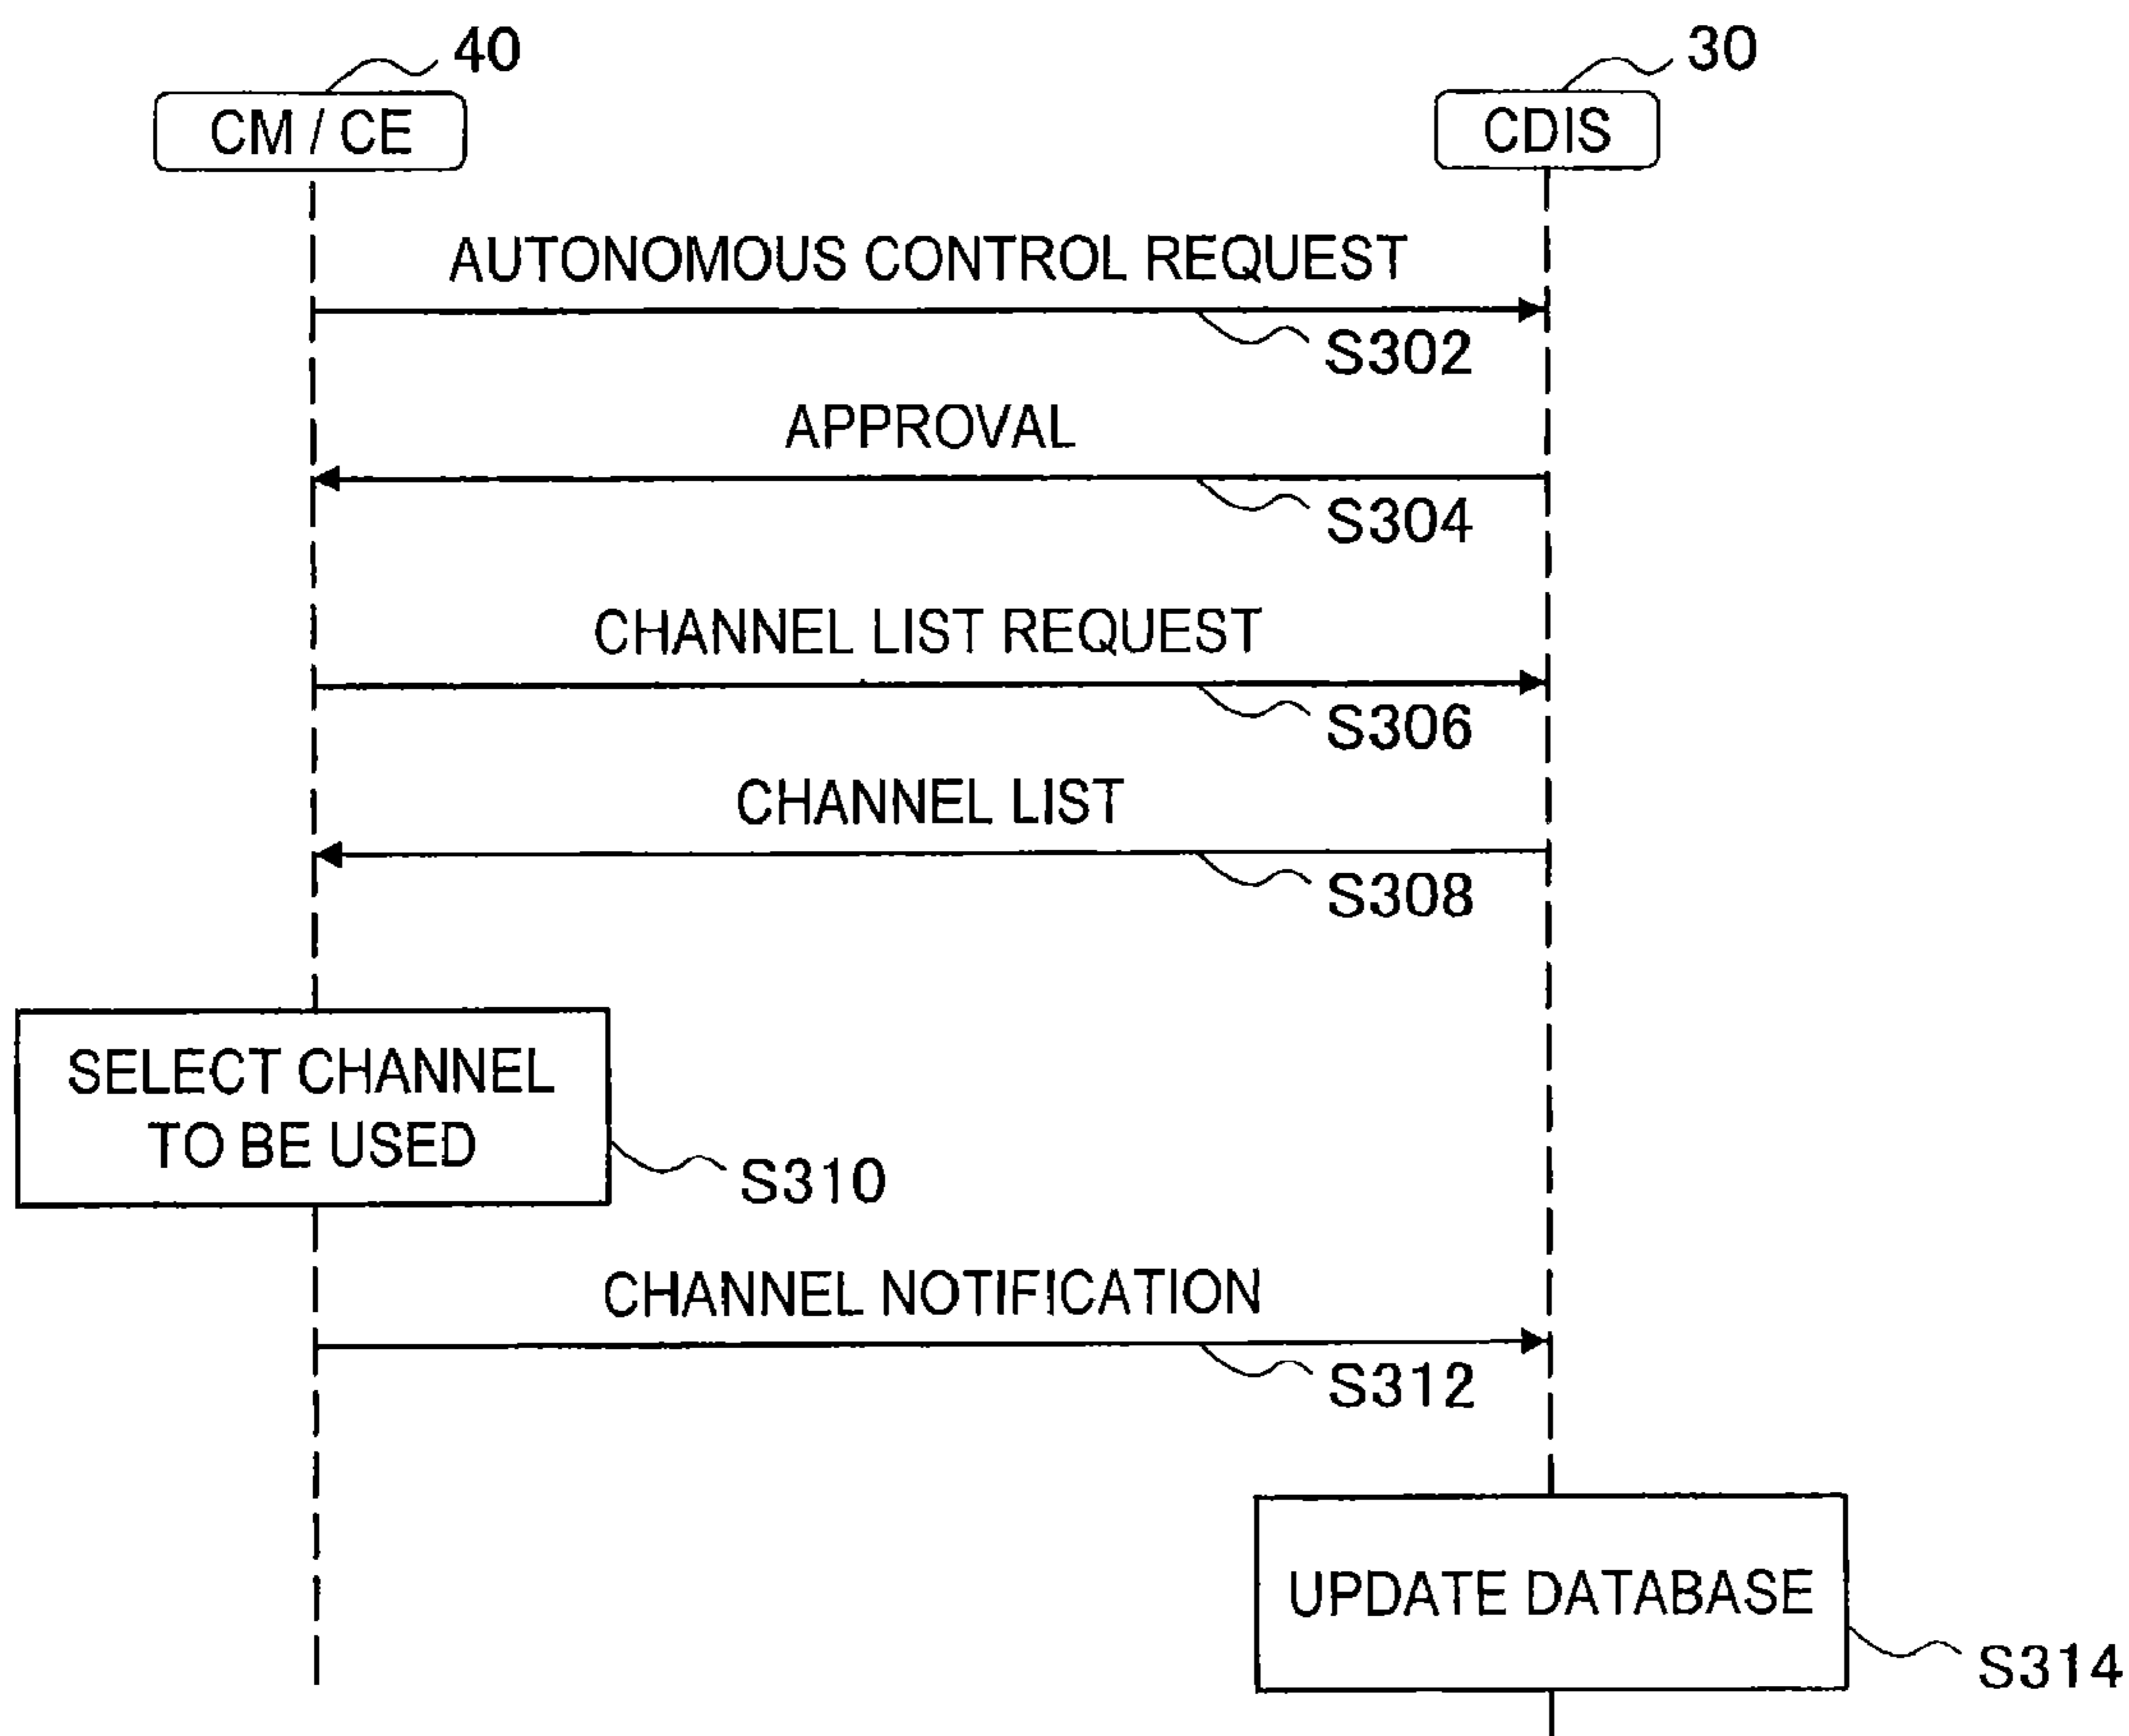 40
30
CM / CE
CDIS
AUTONOMOUS CONTROL REQUEST
S302
APPROVAL
S304
CHANNEL LIST REQUEST
S306
CHANNEL LIST
S308
SELECT CHANNEL
TO BE USED
S310
CHANNEL NOTIFICATION
S312
UPDATE DATABASE
S314